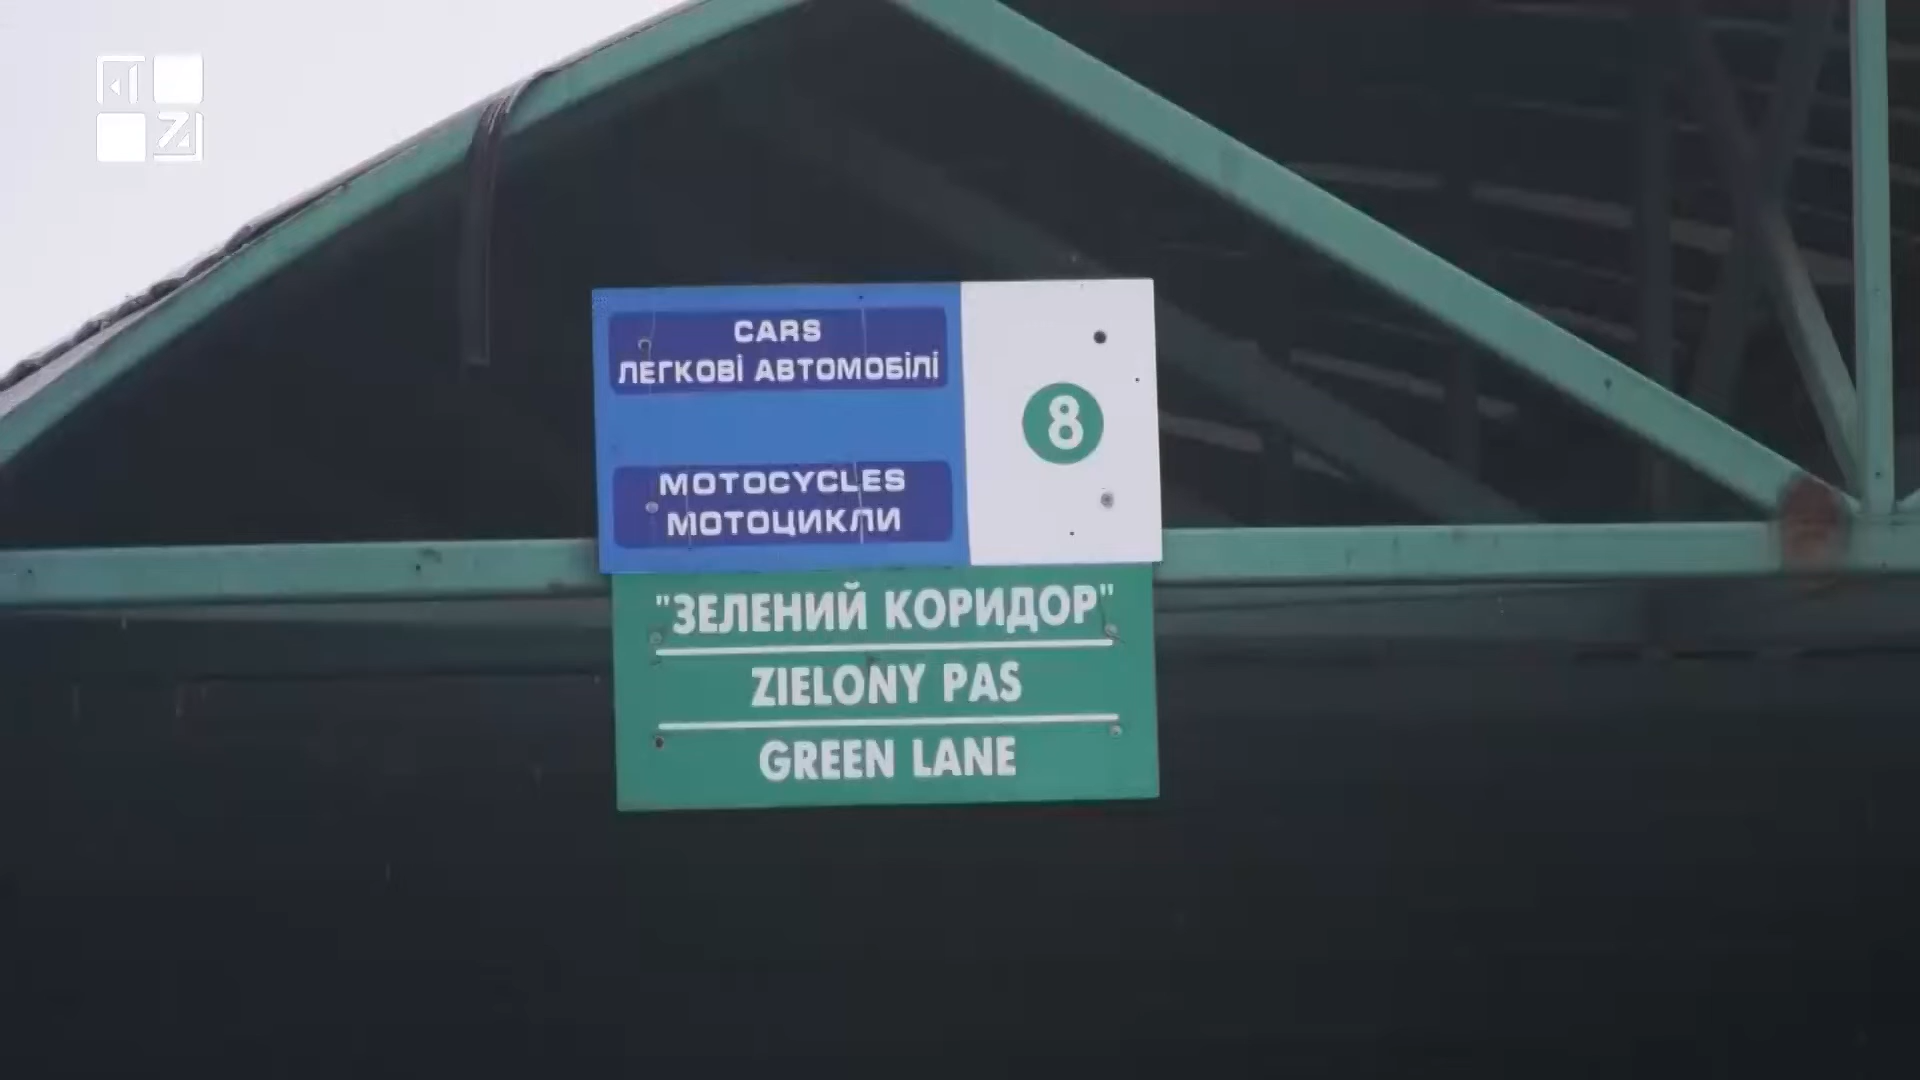 CARS
ЛЕГКОВІ АВТОМОБІЛІ
8
MOTOCYCLES
МОТОЦИКЛИ
"ЗЕЛЕНИЙ КОРИДОР"
ZIELONY PAS
GREEN LANE